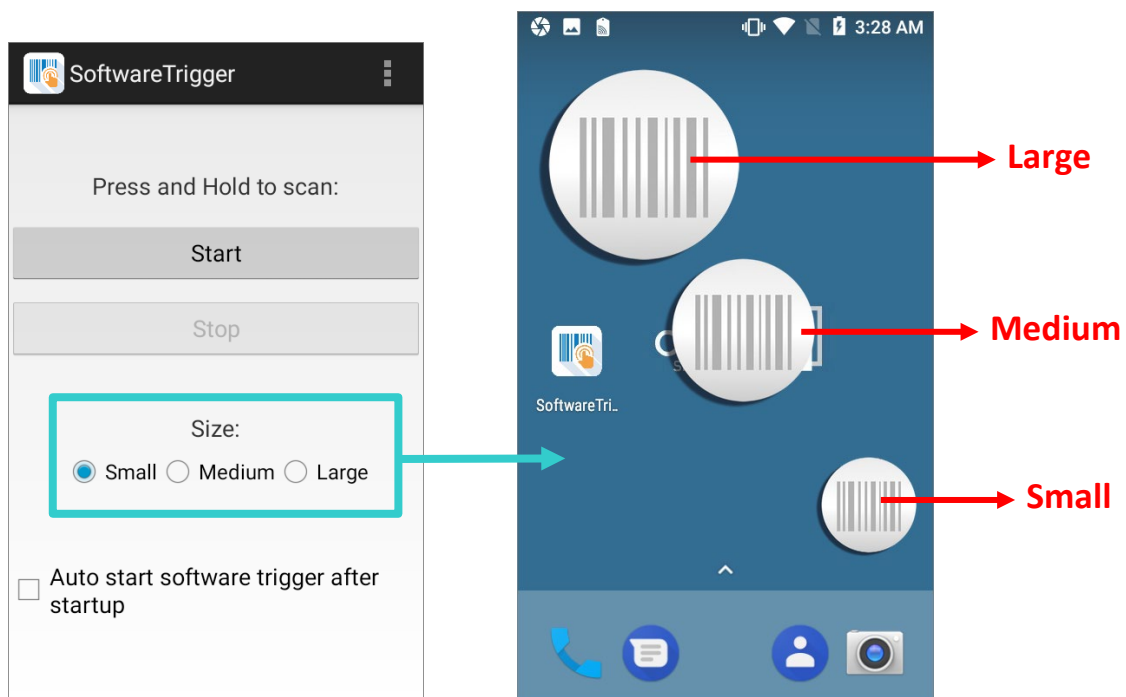 SoftwareTrigger
Press and Hold to scan:
Start
Stop
Size:
Small Medium Large
Auto start software trigger after
startup
3:28 AM
Large
Medium
SoftwareTri..
Small